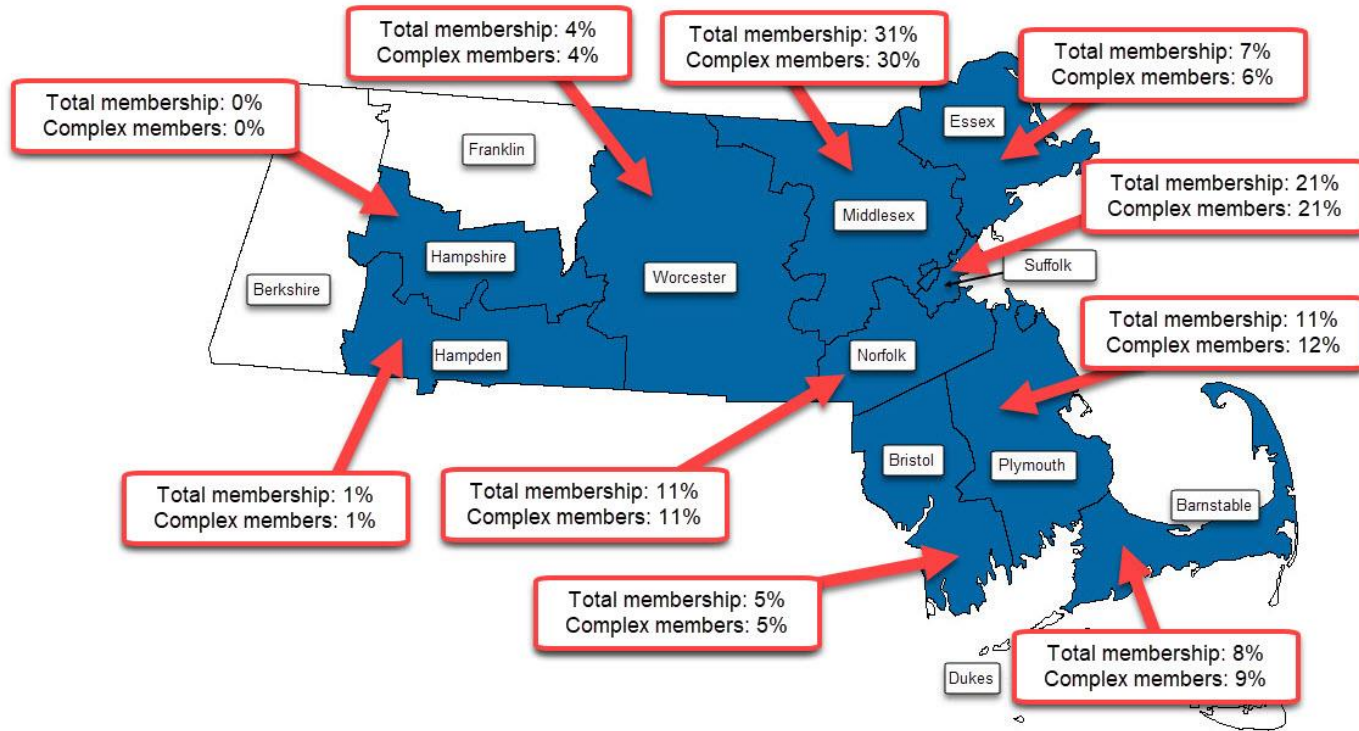 Total membership: 4%
Complex members: 4%
Total membership: 31%
Complex members: 30%
Total membership: 7%
Complex members: 6%
Total membership: 0%
Complex members: 0%
Essex
Franklin
Total membership: 21%
Complex members: 21%
Middlesex
Hampshire
Suffolk
Worcester
Berkshire
Total membership: 11%
Complex members: 12%
Hampden
Norfolk
Bristol
Plymouth
Total membership: 1%
Complex members: 1%
Total membership: 11%
Complex members: 11%
Barnstable
Total membership: 5%
Complex members: 5%
Total membership: 8%
Complex members: 9%
Dukes